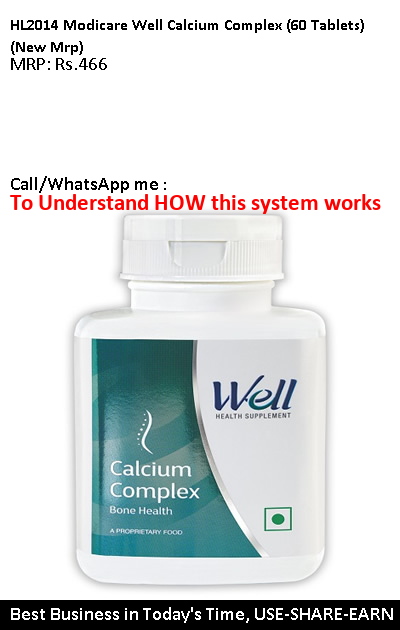 HL2014 Modicare Well Calcium Complex (60 Tablets)
(New Mrp)
MRP: Rs.466
Call/WhatsApp me :
To Understand HOW this system works
Well
HEALTH SUPPLEMENT
Calcium
Complex
Bone Health
A PROPRIETARY FOOD
Best Business in Today's Time, USE-SHARE-EARN